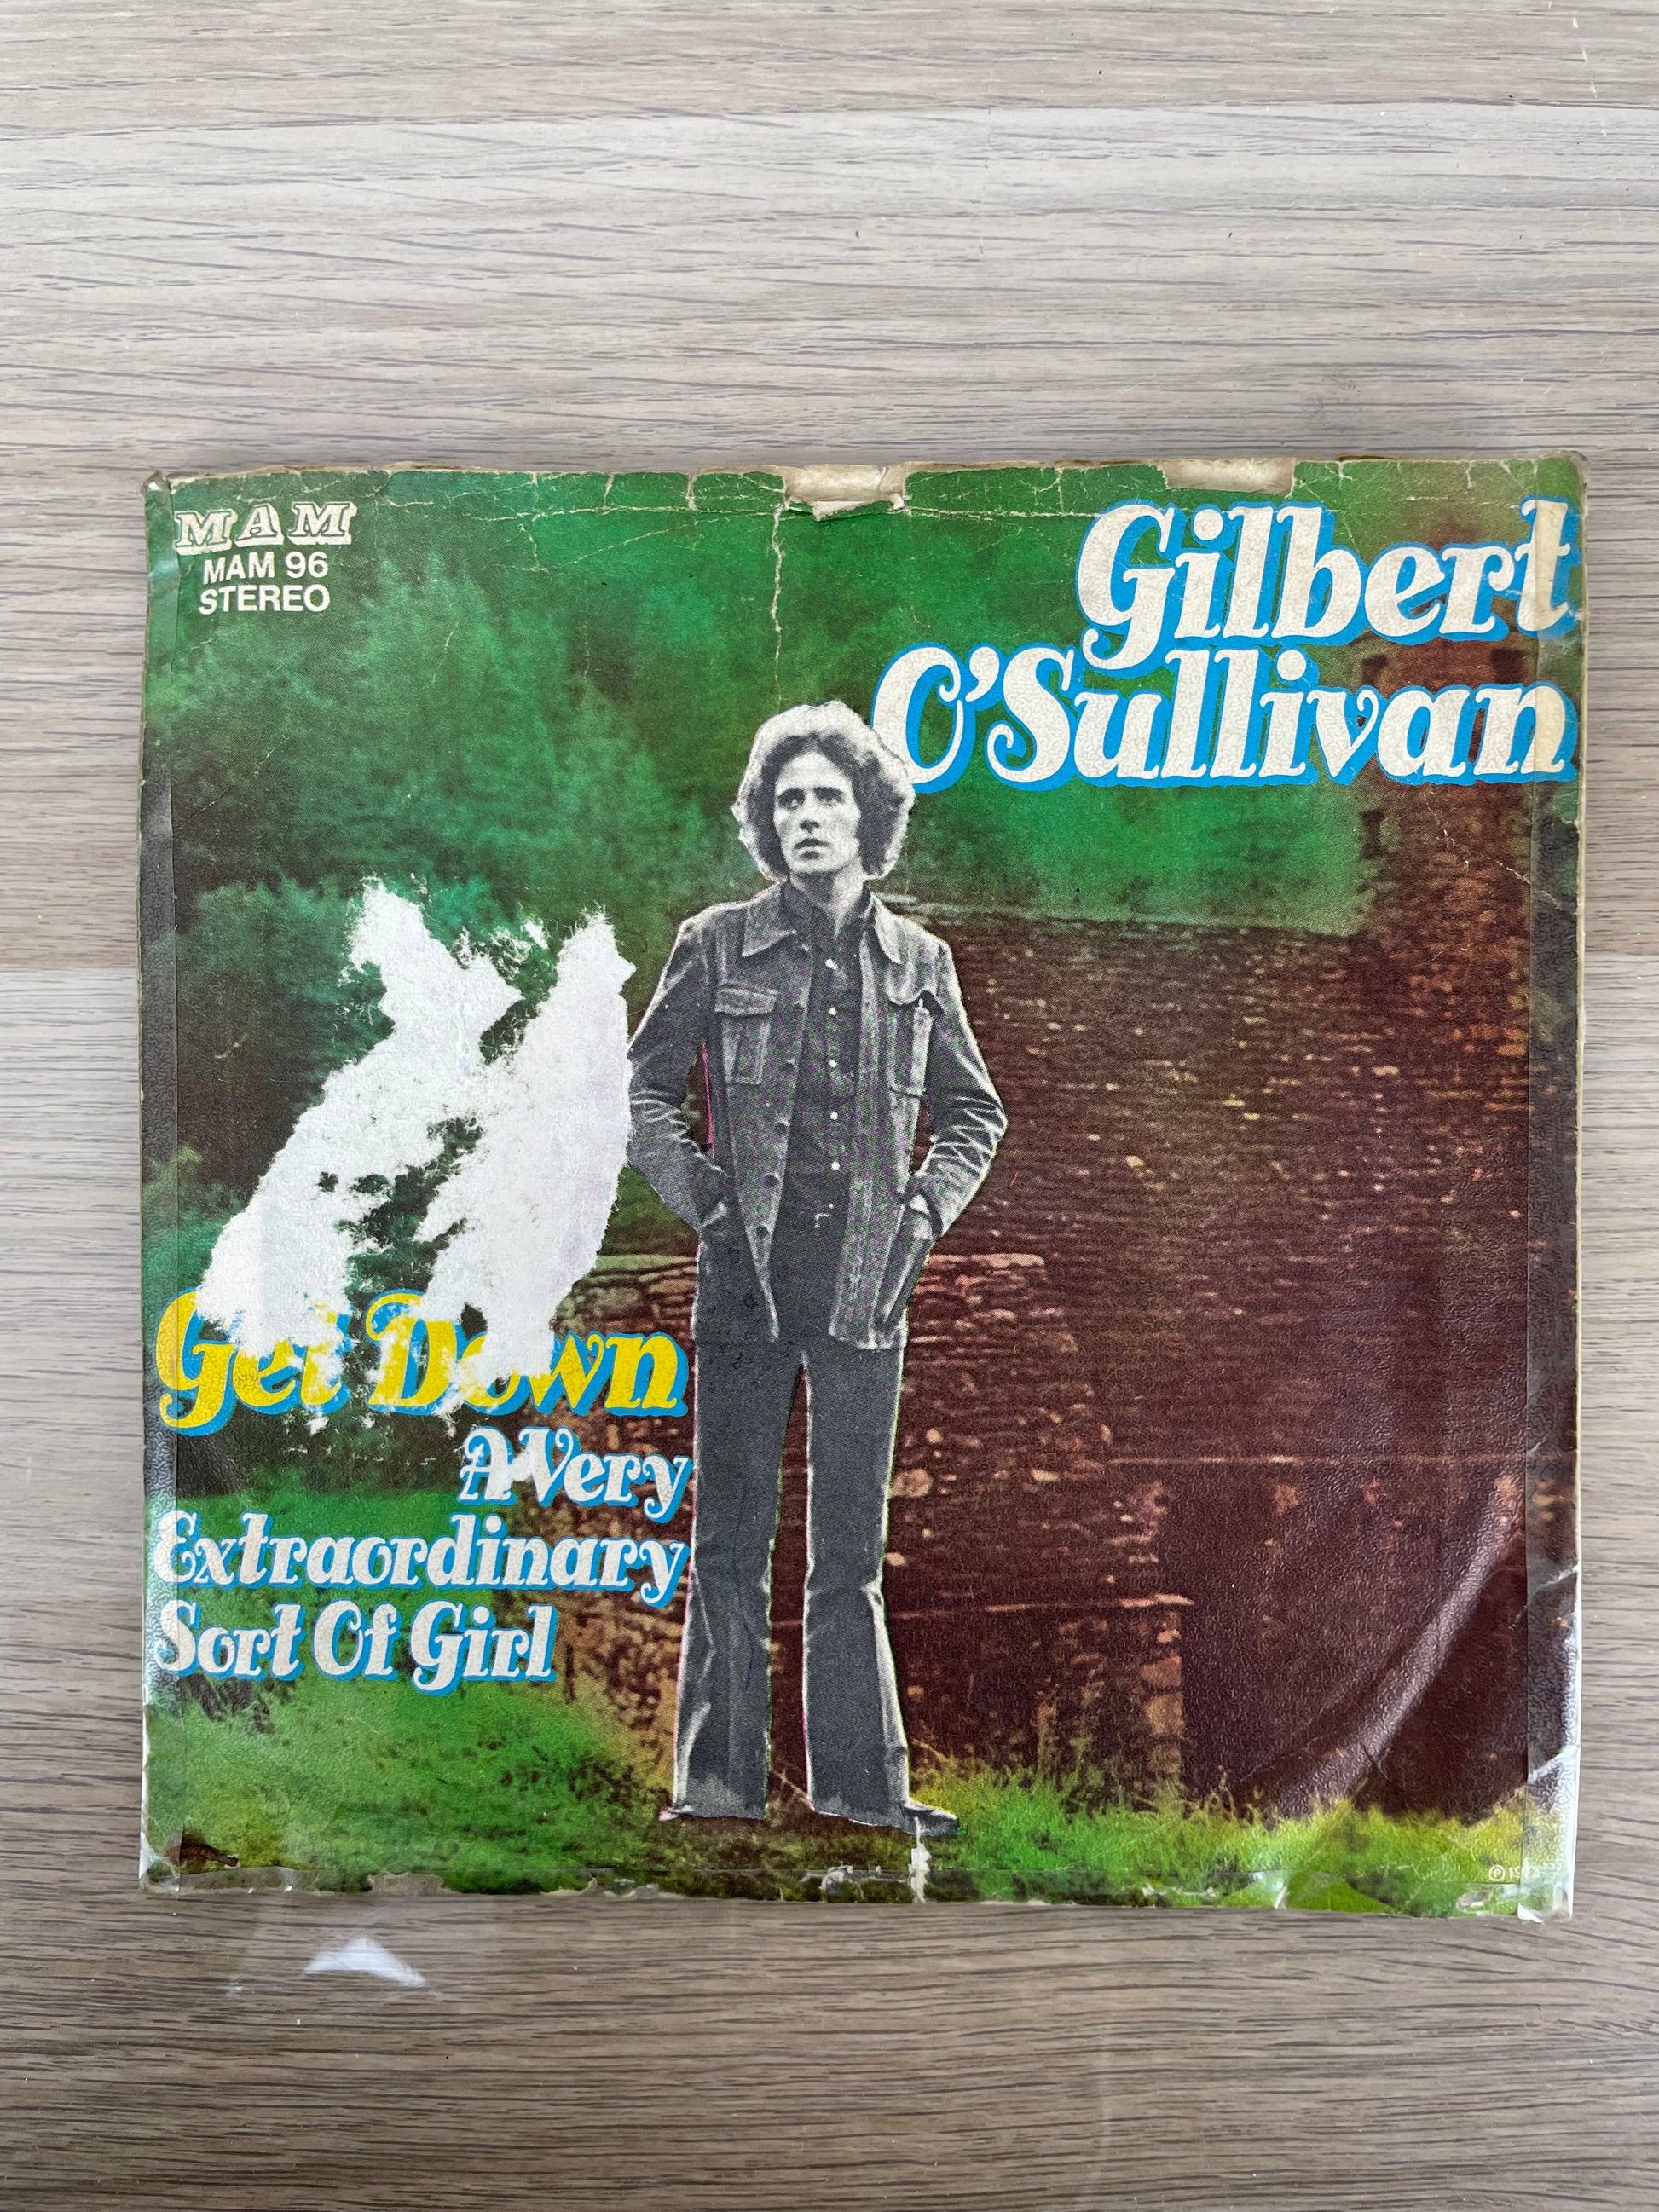 MAM
MAM 96
STEREO
Gilbert
O'Sullivan
Get Down
A Very
Extraordinary
Sort Of Girl